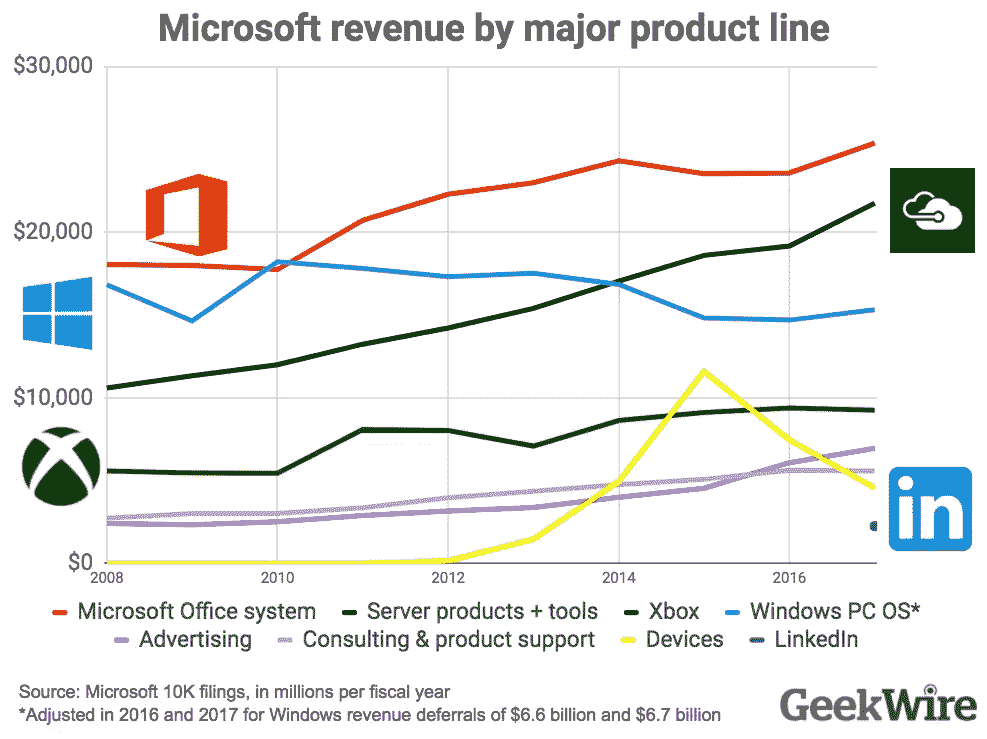 Microsoft revenue by major product line
$30,000
$20,000
$10,000
$0
2008 2010 2012 2014 2016
in
Microsoft Office system Server products + tools Xbox Windows PC OS*
Advertising Consulting & product support Devices LinkedIn
Source: Microsoft 10K filings, in millions per fiscal year
*Adjusted in 2016 and 2017 for Windows revenue deferrals of $6.6 billion and $6.7 billion
GeekWire